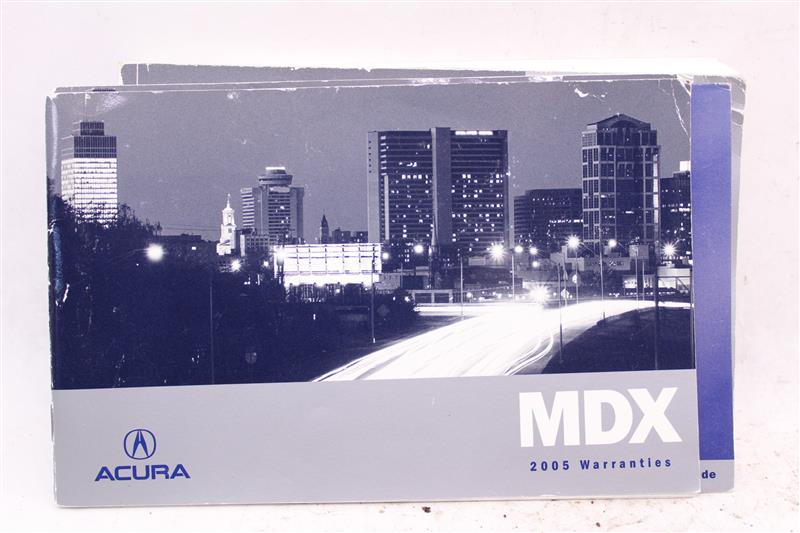 MDX
ACURA
2005 Warranties
de